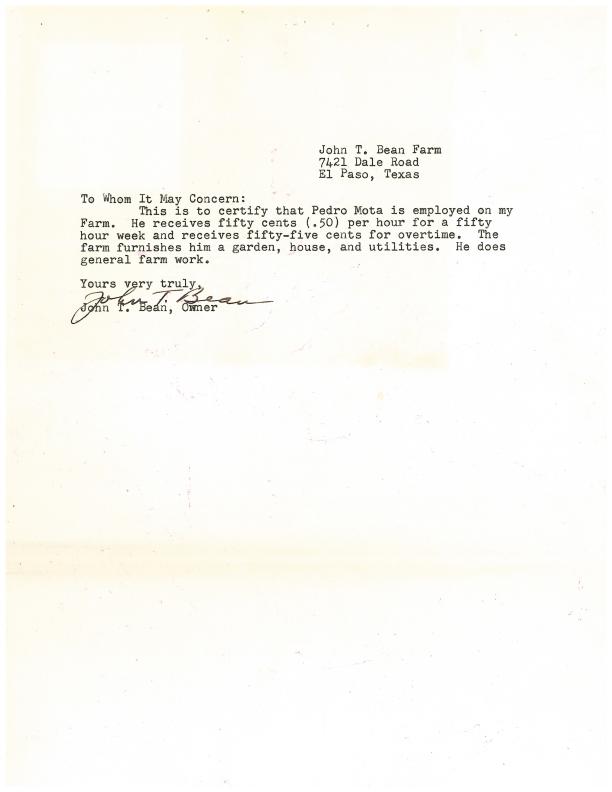 John T. Bean Farm
7421 Dale Road
El Paso, Texas
To Whom It May Concern:
This is to certify that Pedro Mota is employed on my
Farm. He receives fifty cents (.50) per hour for a fifty
hour week and receives fifty-five cents for overtime. The
farm furnishes him a garden, house, and utilities. He does
general farm work.
Yours very truly,
John T. Bean
John T. Bean, Owner